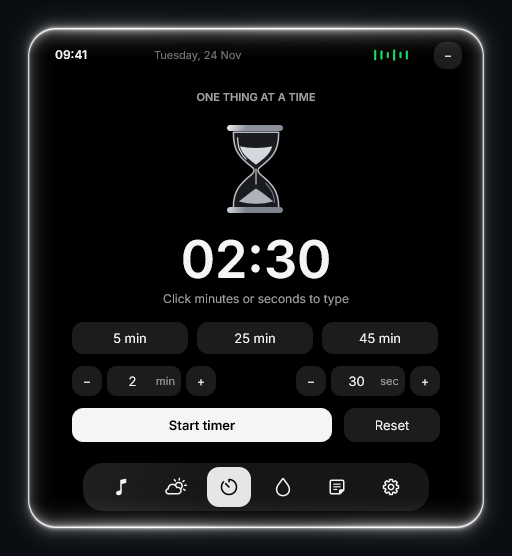 09:41 Tuesday, 24 Nov –
ONE THING AT A TIME
02:30
Click minutes or seconds to type
5 min 25 min 45 min
– 2 min + – 30 sec +
Start timer Reset